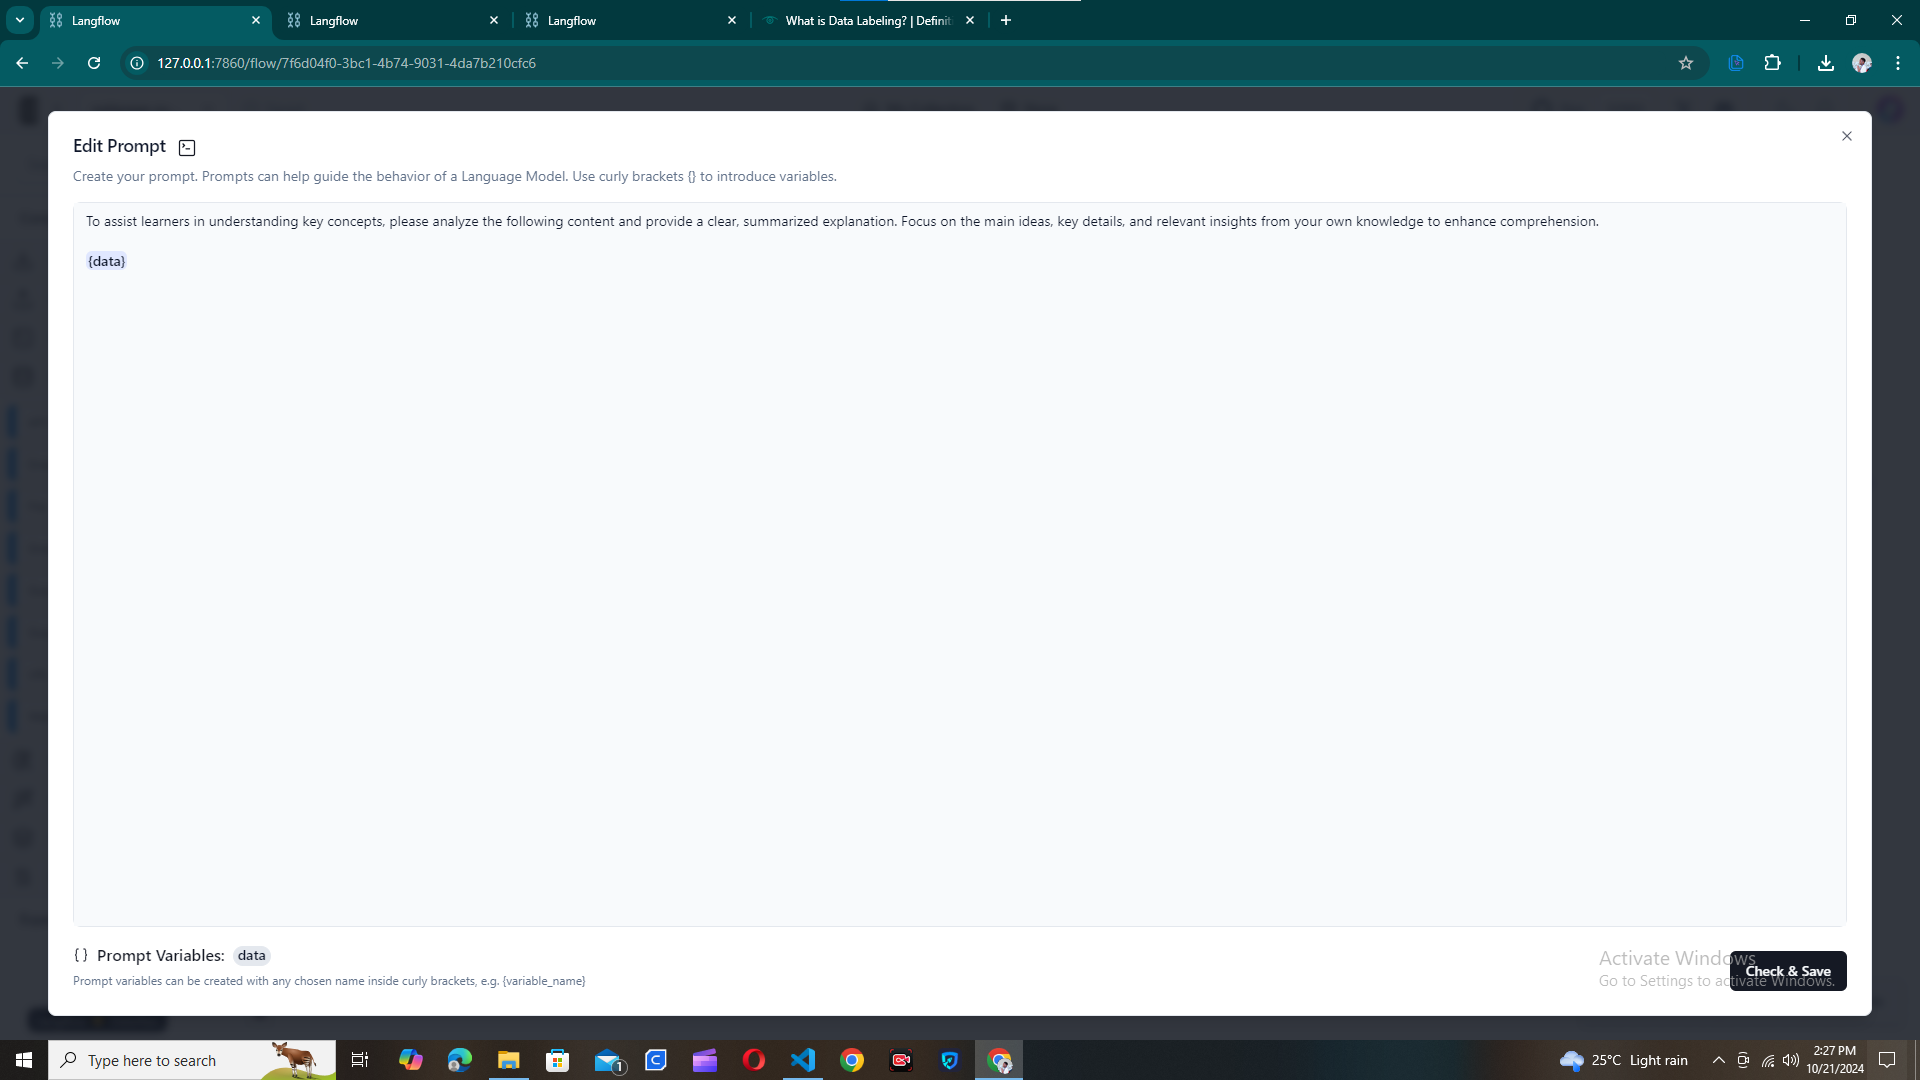 Langflow
Langflow
Langflow
What is Data Labeling? | Definit
127.0.0.1:7860/flow/7f6d04f0-3bc1-4b74-9031-4da7b210cfc6
Edit Prompt
Create your prompt. Prompts can help guide the behavior of a Language Model. Use curly brackets {} to introduce variables.
To assist learners in understanding key concepts, please analyze the following content and provide a clear, summarized explanation. Focus on the main ideas, key details, and relevant insights from your own knowledge to enhance comprehension.
{data}
{} Prompt Variables: data
Prompt variables can be created with any chosen name inside curly brackets, e.g. {variable_name}
Activate Windows
Go to Settings to activate Windows.
Check & Save
Type here to search
1
25°C Light rain
2:27 PM
10/21/2024